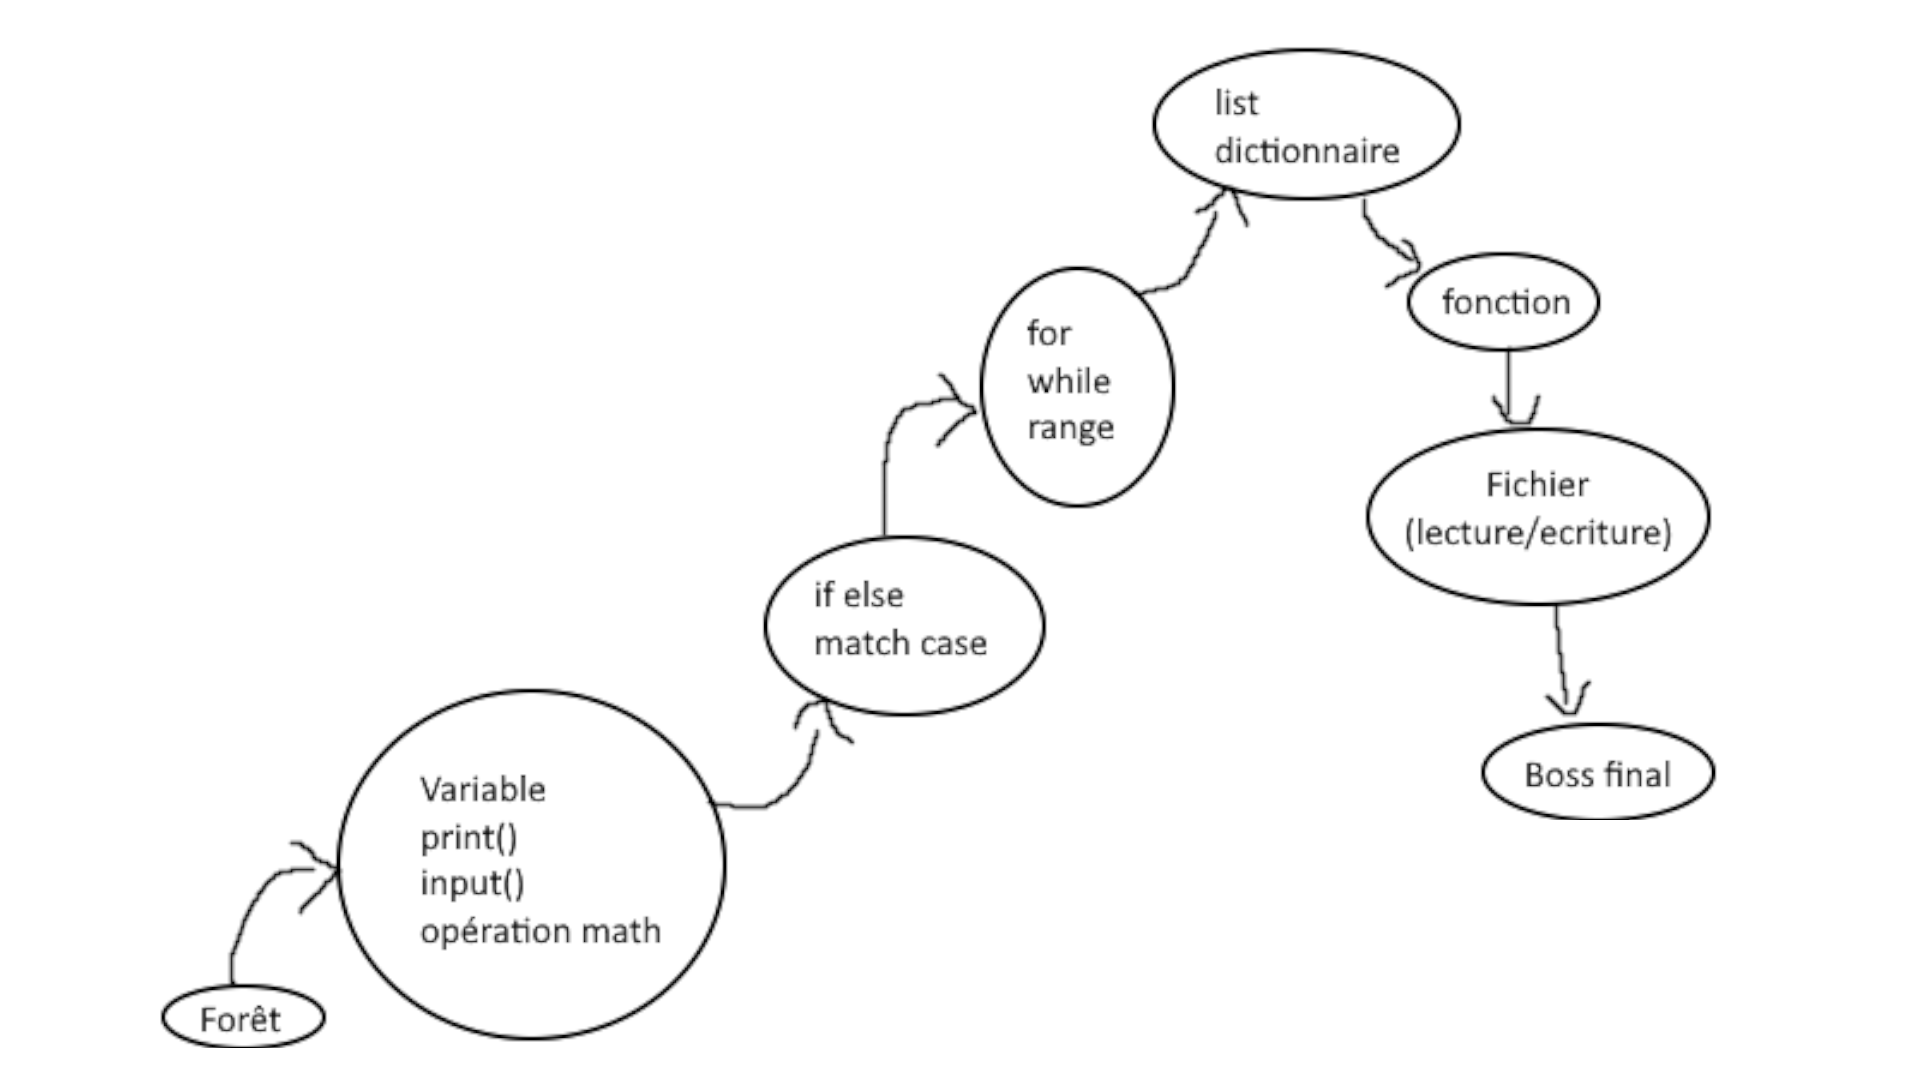 Forêt
Variable
print()
input()
opération math
if else
match case
for
while
range
list
dictionnaire
fonction
Fichier
(lecture/ecriture)
Boss final